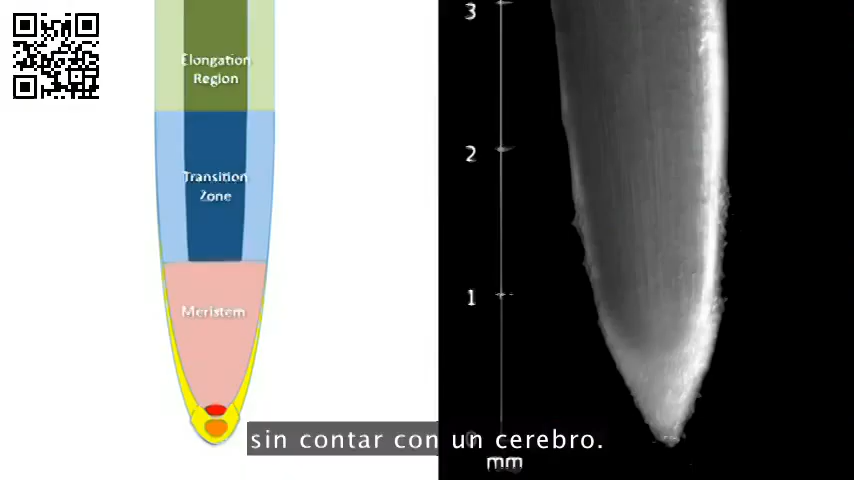 Elongation
Region
Transition
Zone
Meristem
3
2
1
mm
sin contar con un cerebro.